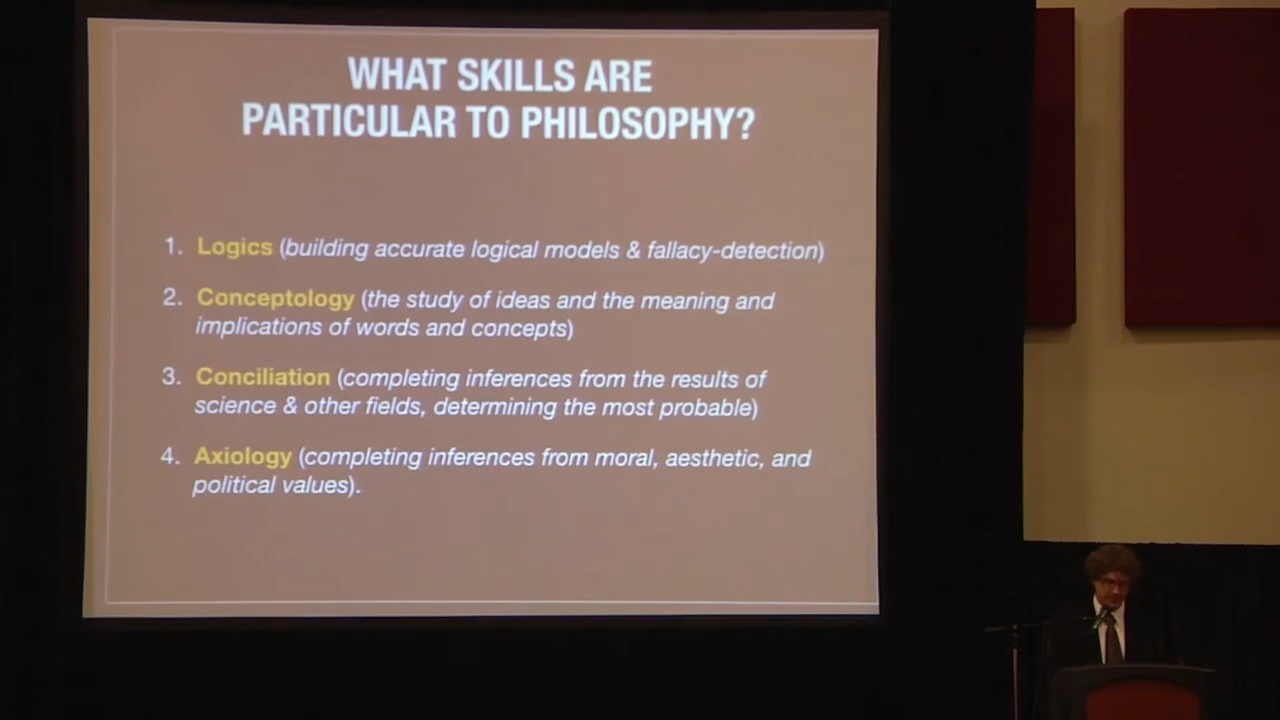 WHAT SKILLS ARE
PARTICULAR TO PHILOSOPHY?
1. Logics (building accurate logical models & fallacy-detection)
2. Conceptology (the study of ideas and the meaning and
implications of words and concepts)
3. Conciliation (completing inferences from the results of
science & other fields, determining the most probable)
4. Axiology (completing inferences from moral, aesthetic, and
political values).